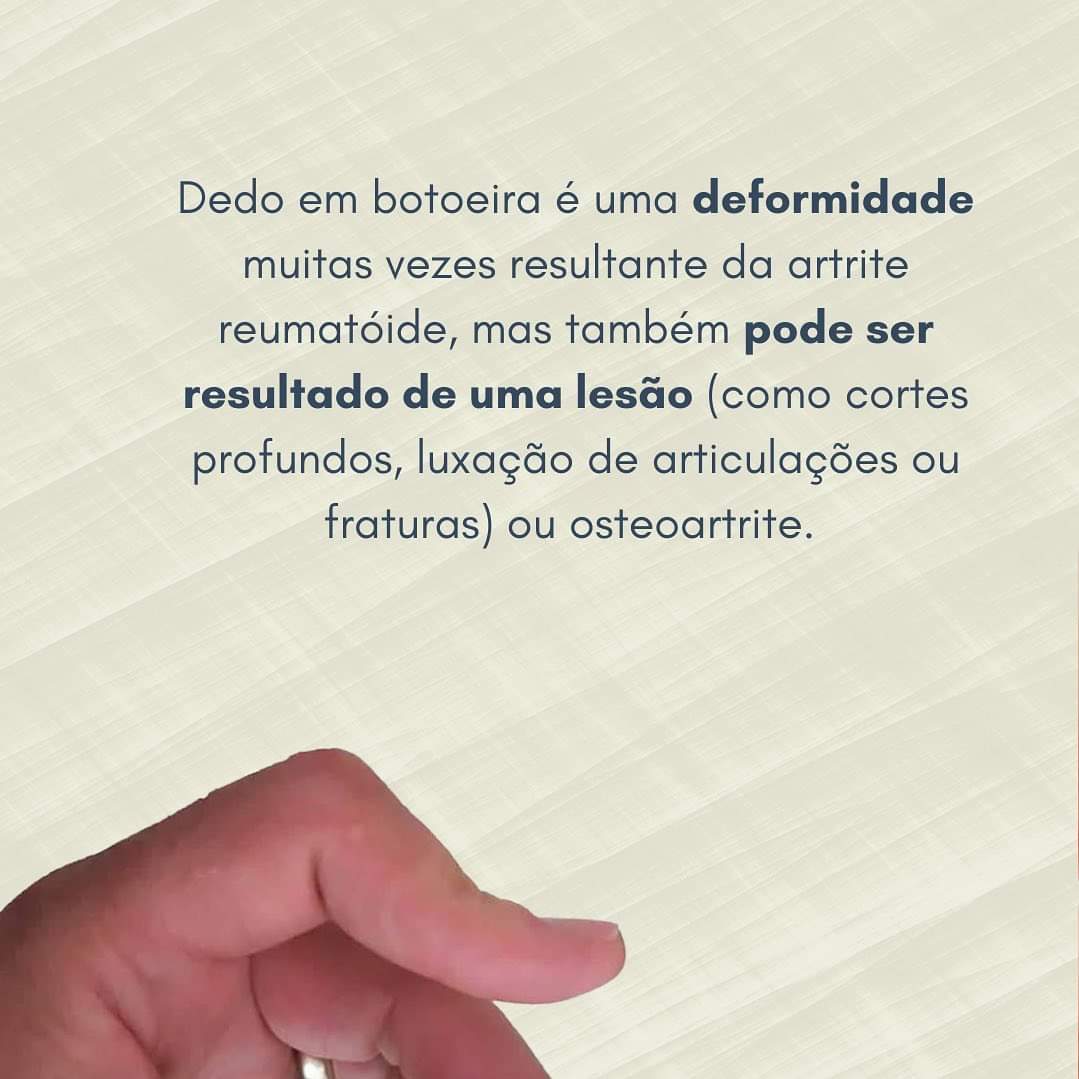 Dedo em botoeira é uma deformidade
muitas vezes resultante da artrite
reumatóide, mas também pode ser
resultado de uma lesão (como cortes
profundos, luxação de articulações ou
fraturas) ou osteoartrite.